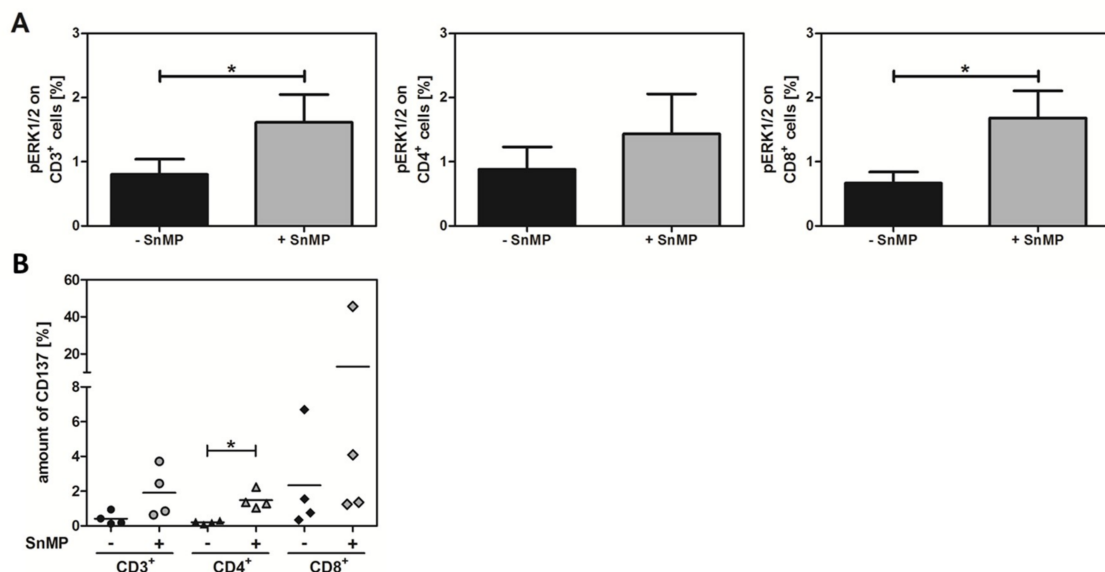 A
pERK1/2 on
CD3+ cells [%]
3
2
1
0
*
- SnMP
+ SnMP
pERK1/2 on
CD4+ cells [%]
3
2
1
0
- SnMP
+ SnMP
pERK1/2 on
CD8+ cells [%]
3
2
1
0
*
- SnMP
+ SnMP
B
amount of CD137 [%]
60
40
20
8
6
4
2
0
*
SnMP - + - + - +
CD3+ CD4+ CD8+